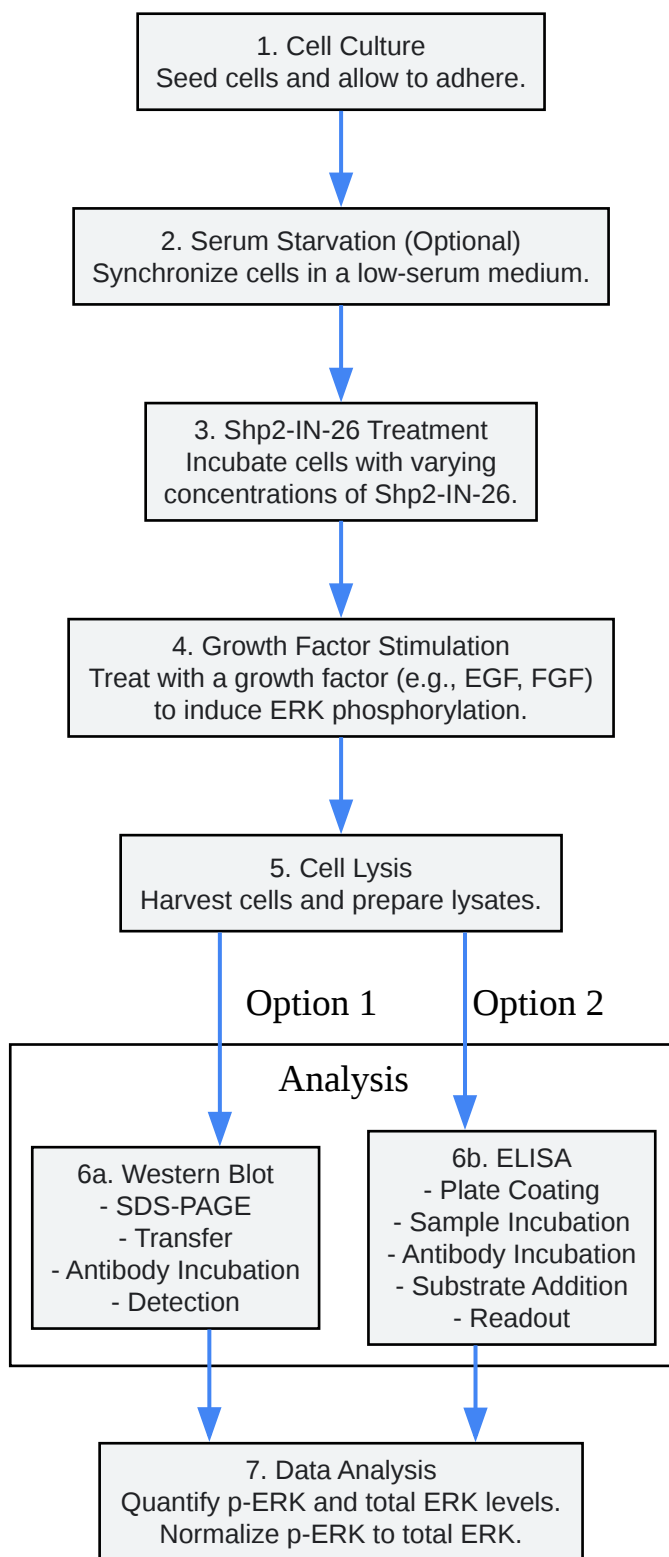 1. Cell Culture
Seed cells and allow to adhere.
2. Serum Starvation (Optional)
Synchronize cells in a low-serum medium.
3. Shp2-IN-26 Treatment
Incubate cells with varying
concentrations of Shp2-IN-26.
4. Growth Factor Stimulation
Treat with a growth factor (e.g., EGF, FGF)
to induce ERK phosphorylation.
5. Cell Lysis
Harvest cells and prepare lysates.
Option 1
Option 2
Analysis
6a. Western Blot
- SDS-PAGE
- Transfer
- Antibody Incubation
- Detection
6b. ELISA
- Plate Coating
- Sample Incubation
- Antibody Incubation
- Substrate Addition
- Readout
7. Data Analysis
Quantify p-ERK and total ERK levels.
Normalize p-ERK to total ERK.